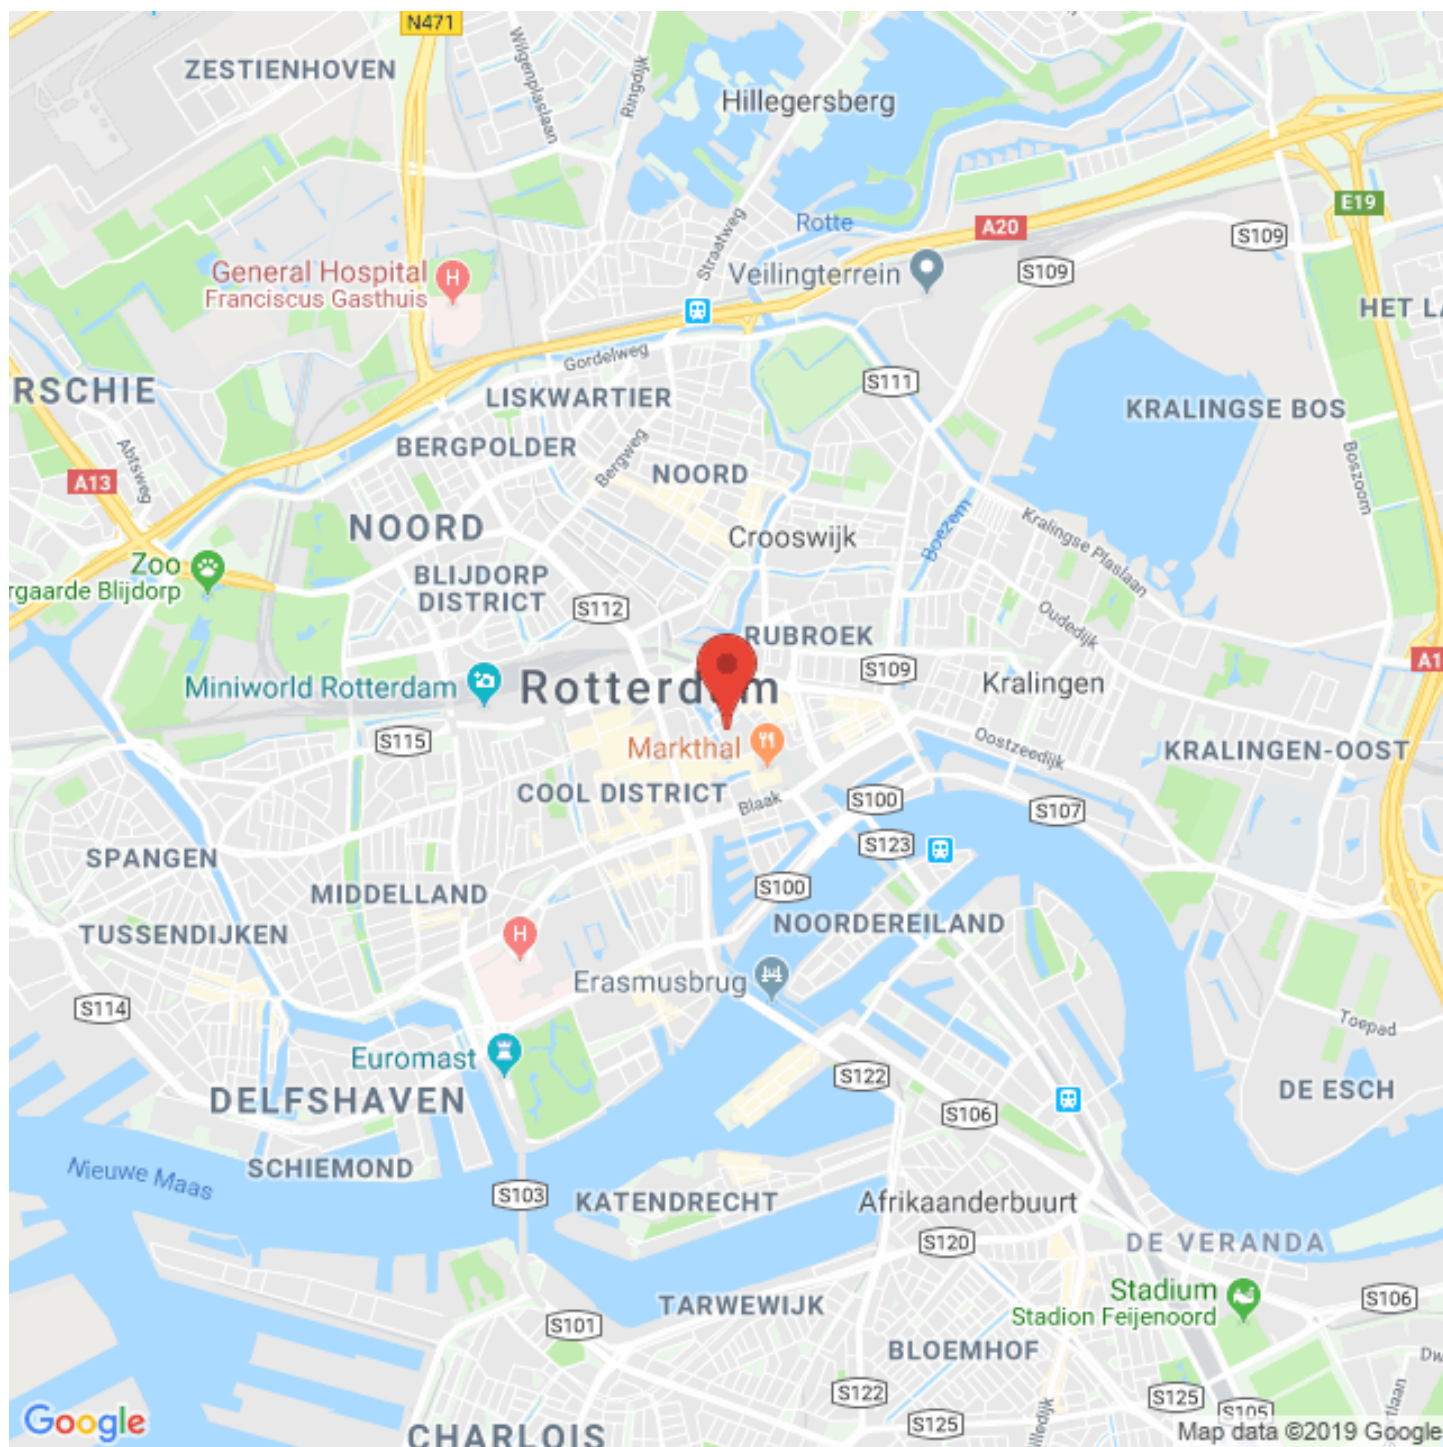 N471
ZESTIENHOVEN
Wilgenplaslaan
Ringdijk
Hillegersberg
E19
Rotte
A20
S109
Straatweg
General Hospital
Franciscus Gasthuis
H
Veilingterrein
S109
HET LA
Gordelweg
S111
RSCHIE
LISKWARTIER
KRALINGSE BOS
BERGPOLDER
Bergweg
Abtsweg
A13
NOORD
Boszoom
NOORD
Crooswijk
Boezem
Kralingse Plaslaan
Zoo
rgaarde Blijdorp
BLIJDORP
DISTRICT
S112
Oudedijk
RUBROEK
S109
A1
Miniworld Rotterdam
Rotterdam
Kralingen
S115
Markthal
Oostzeedijk
KRALINGEN-OOST
COOL DISTRICT
Blaak
S100
S107
S123
SPANGEN
MIDDELLAND
S100
TUSSENDIJKEN
H
NOORDEREILAND
Erasmusbrug
S114
Toepad
Euromast
S122
DELFSHAVEN
S106
DE ESCH
Nieuwe Maas
SCHIEMOND
S103
KATENDRECHT
Afrikaanderbuurt
S120
DE VERANDA
TARWEWIJK
Stadium
Stadion Feijenoord
S106
S101
BLOEMHOF
Dw
S122
S125
S105
tlaan
Google
CHARLOIS
S125
lledijk
Map data ©2019 Google